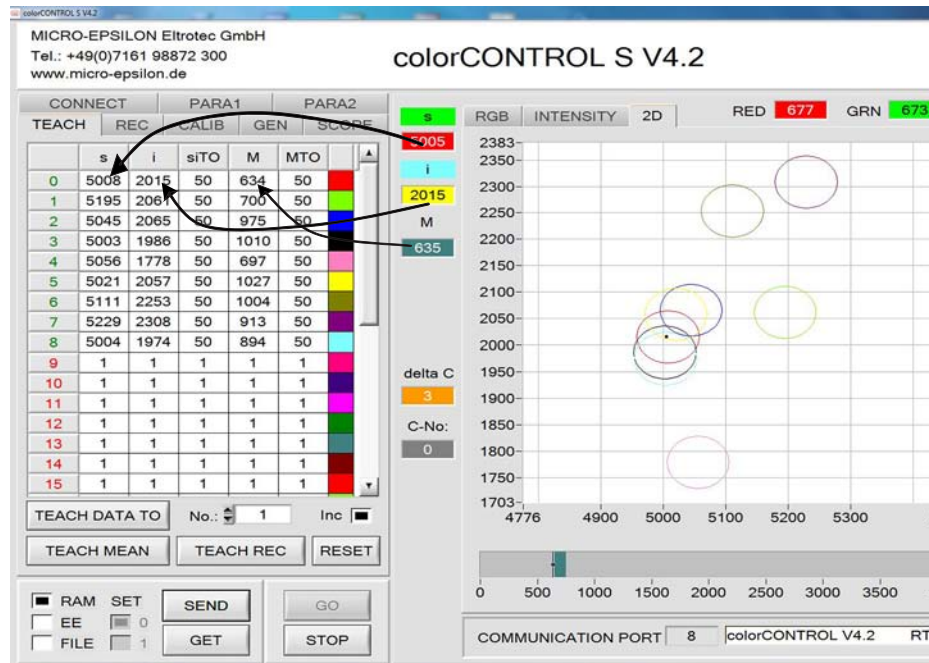 colorCONTROL S V4.2
MICRO-EPSILON Eltrotec GmbH
Tel.: +49(0)7161 98872 300
www.micro-epsilon.de
colorCONTROL S V4.2
CONNECT PARA1 PARA2
TEACH REC CALIB GEN SCOPE
s i siTO M MTO
0 5008 2015 50 634 50
1 5195 2061 50 700 50
2 5045 2065 50 975 50
3 5003 1986 50 1010 50
4 5056 1778 50 697 50
5 5021 2057 50 1027 50
6 5111 2253 50 1004 50
7 5229 2308 50 913 50
8 5004 1974 50 894 50
9 1 1 1 1 1
10 1 1 1 1 1
11 1 1 1 1 1
12 1 1 1 1 1
13 1 1 1 1 1
14 1 1 1 1 1
15 1 1 1 1 1
TEACH DATA TO No.: 1 Inc
TEACH MEAN TEACH REC RESET
RAM SET SEND GO
EE 0
FILE 1 GET STOP
s
5005
i
2015
M
635
delta C
3
C-No:
0
RGB INTENSITY 2D RED 677 GRN 673
2383
2350
2300
2250
2200
2150
2100
2050
2000
1950
1900
1850
1800
1750
1703
4776 4900 5000 5100 5200 5300
0 500 1000 1500 2000 2500 3000 3500
COMMUNICATION PORT 8 colorCONTROL V4.2 RT